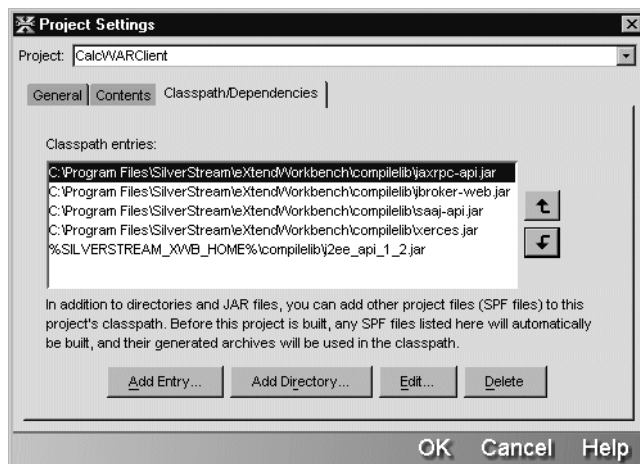 Project Settings
Project: CalcWARClient
General Contents Classpath/Dependencies
Classpath entries:
C:\Program Files\SilverStream\eXtendWorkbench\compilelib\jaxrpc-api.jar
C:\Program Files\SilverStream\eXtendWorkbench\compilelib\jbroker-web.jar
C:\Program Files\SilverStream\eXtendWorkbench\compilelib\saaj-api.jar
C:\Program Files\SilverStream\eXtendWorkbench\compilelib\xerces.jar
%SILVERSTREAM_XWB_HOME%\compilelib\j2ee_api_1_2.jar
In addition to directories and JAR files, you can add other project files (SPF files) to this
project's classpath. Before this project is built, any SPF files listed here will automatically
be built, and their generated archives will be used in the classpath.
Add Entry... Add Directory... Edit... Delete
OK Cancel Help